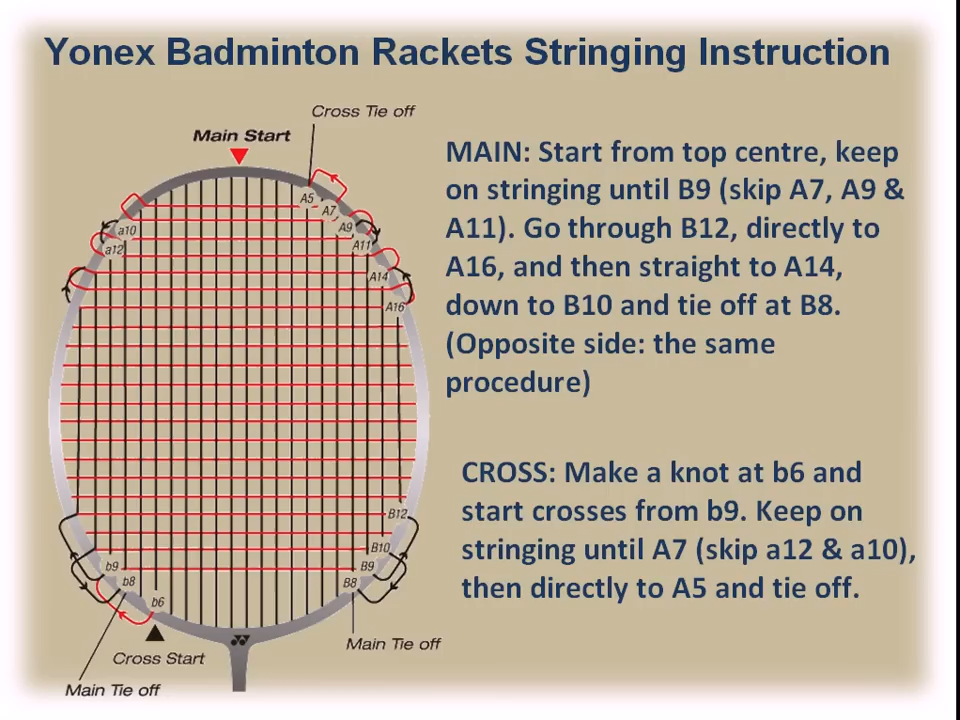 Yonex Badminton Rackets Stringing Instruction
Cross Tie off
Main Start
A5
A7
A9
A11
A14
A16
a10
a12
B12
B10
B9
B8
b9
b8
b6
Cross Start
Main Tie off
Main Tie off
MAIN: Start from top centre, keep
on stringing until B9 (skip A7, A9 &
A11). Go through B12, directly to
A16, and then straight to A14,
down to B10 and tie off at B8.
(Opposite side: the same
procedure)
CROSS: Make a knot at b6 and
start crosses from b9. Keep on
stringing until A7 (skip a12 & a10),
then directly to A5 and tie off.